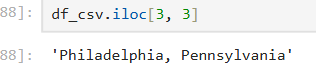 88]: df_csv.iloc[3, 3]
88]: 'Philadelphia, Pennsylvania'